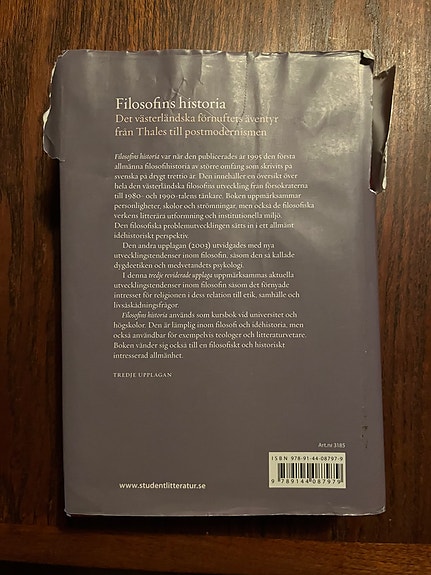 Filosofins historia
Det västerländska förnuftets äventyr
från Thales till postmodernismen
Filosofins historia var när den publicerades år 1995 den första
allmänna filosofihistoria av större omfång som skrivits på
svenska på drygt trettio år. Den innehåller en översikt över
hela den västerländska filosofins utveckling från försokraterna
till 1980- och 1990-talens tänkare. Boken uppmärksammar
personligheter, skolor och strömningar, men också de filosofiska
verkens litterära utformning och institutionella miljö.
Den filosofiska problemutvecklingen sätts in i ett allmänt
idéhistoriskt perspektiv.
Den andra upplagan (2003) utvidgades med nya
utvecklingstendenser inom filosofin, såsom den så kallade
dygdeetiken och medvetandets psykologi.
I denna tredje reviderade upplaga uppmärksammas aktuella
utvecklingstendenser inom filosofin såsom det förnyade
intresset för religionen i dess relation till etik, samhälle och
livsåskådningsfrågor.
Filosofins historia används som kursbok vid universitet och
högskolor. Den är lämplig inom filosofi och idéhistoria, men
också användbar för exempelvis teologer och litteraturvetare.
Boken vänder sig också till en filosofiskt och historiskt
intresserad allmänhet.
TREDJE UPPLAGAN
Art.nr 3185
ISBN 978-91-44-08797-9
9 789144 087979
www.studentlitteratur.se